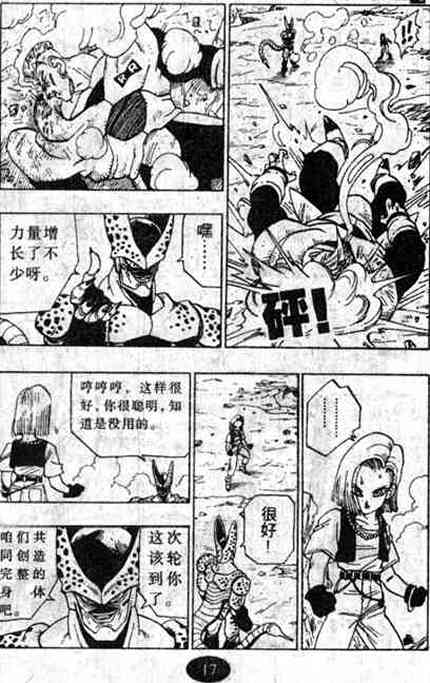 !!
砰!
嘿
……
力量增
长了不
少呀。
…………
很
好
!
哼哼哼，这样很
好，你很聪明，知
道是没用的。
这次
该轮
到你
了。
咱们共
同创造
完整的
身体
吧。
17